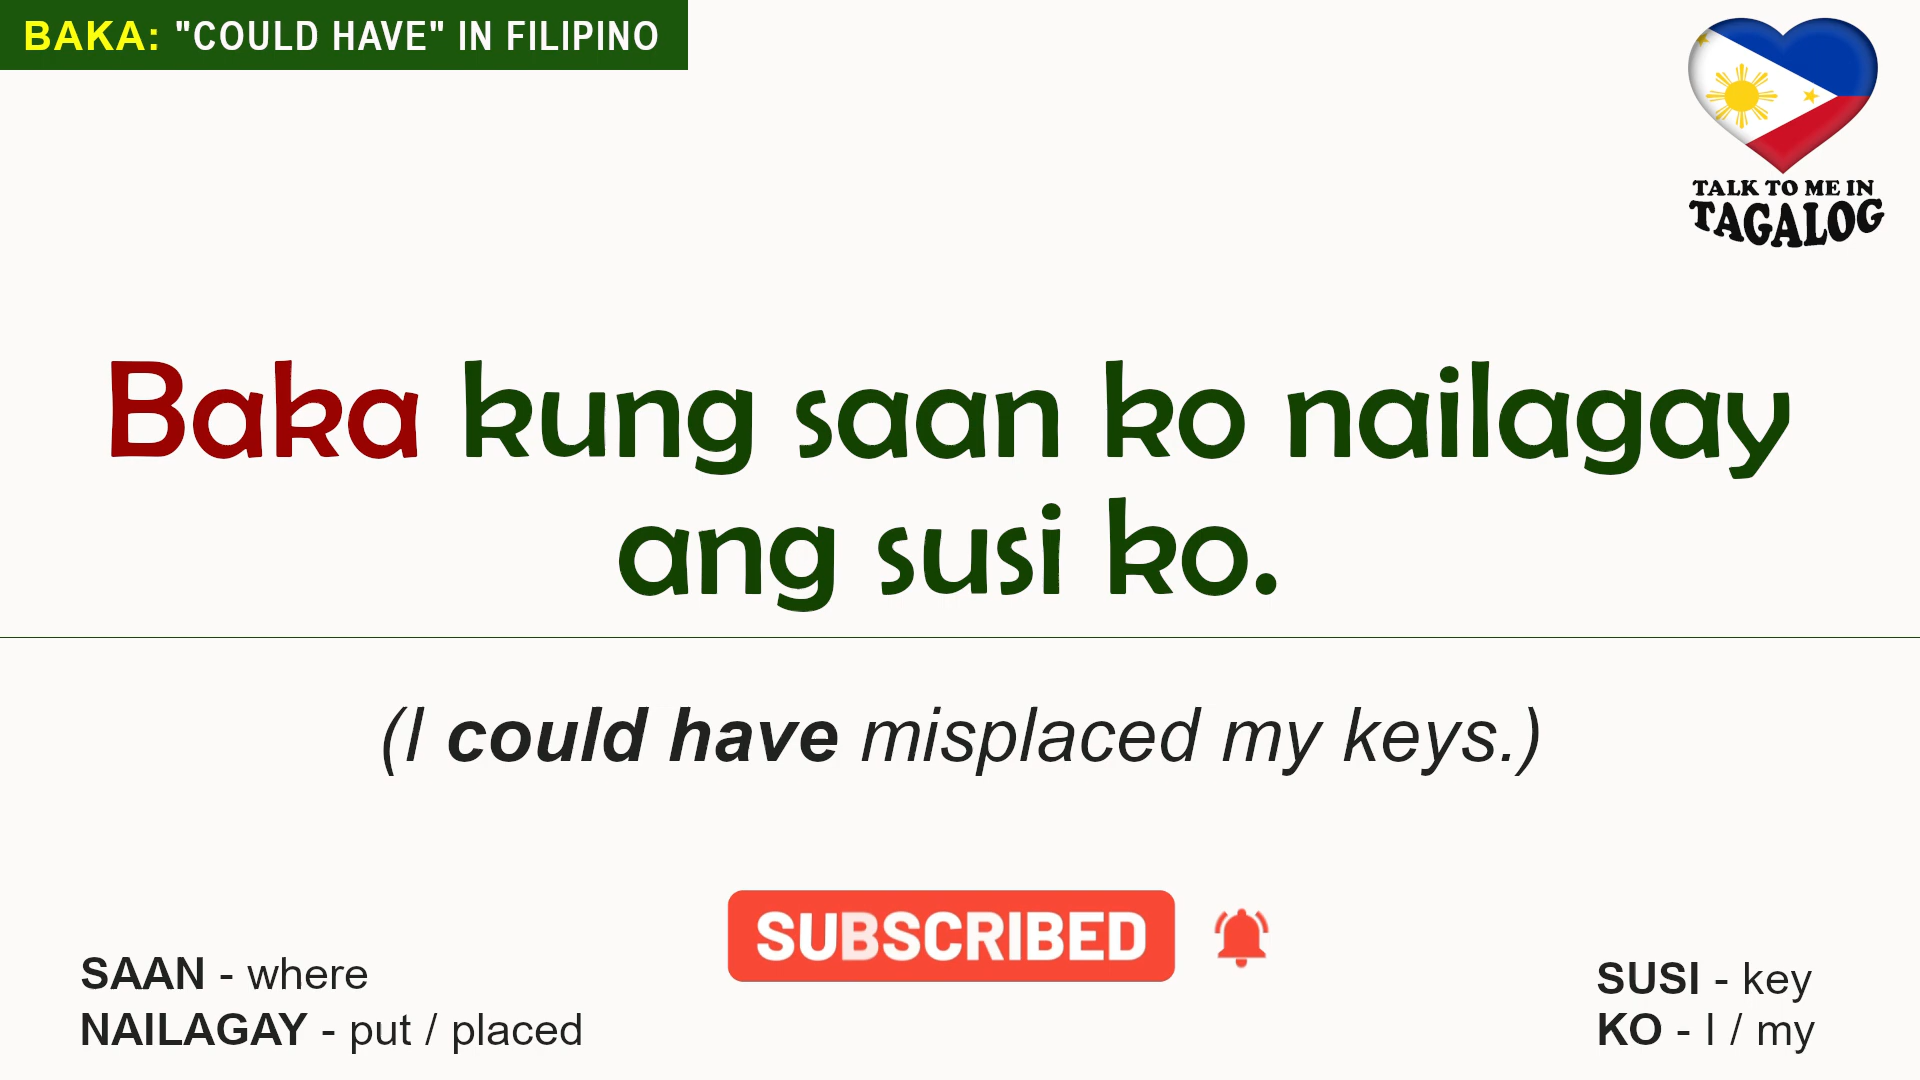 BAKA: "COULD HAVE" IN FILIPINO
TALK TO ME IN
TAGALOG
Baka kung saan ko nailagay
ang susi ko.
(I could have misplaced my keys.)
SUBSCRIBED
SAAN - where
NAILAGAY - put / placed
SUSI - key
KO - I / my